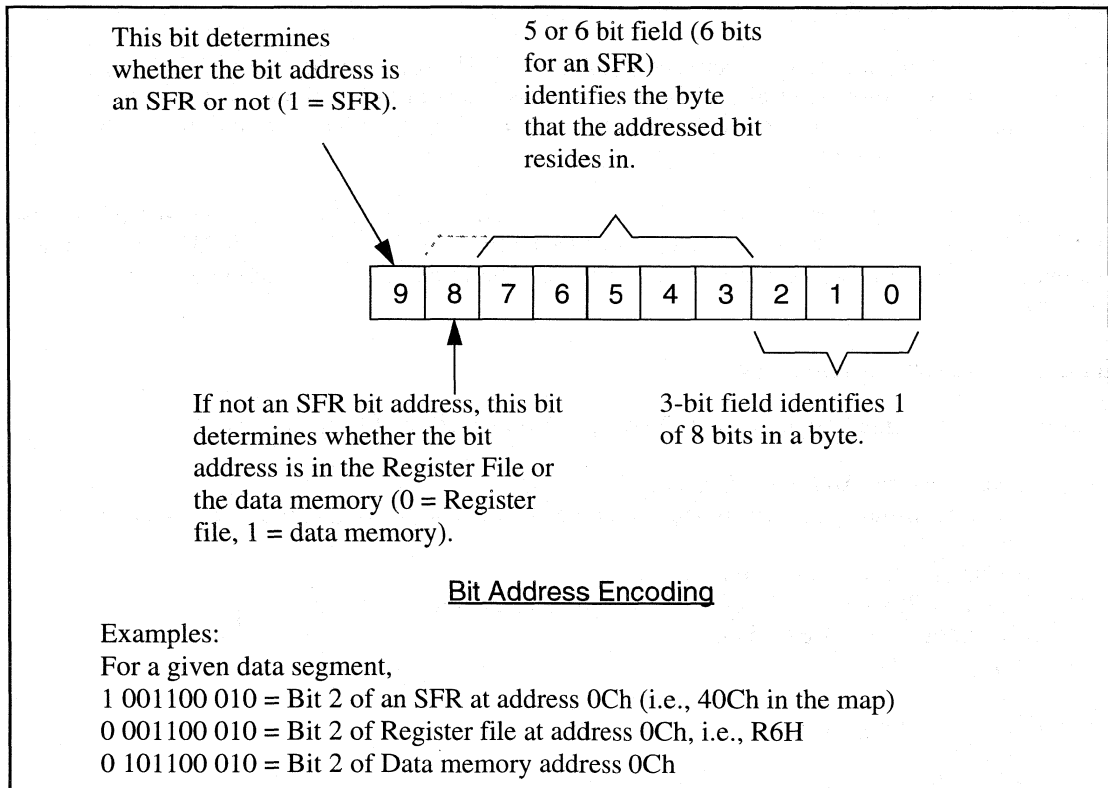 This bit determines
whether the bit address is
an SFR or not (1 = SFR).
5 or 6 bit field (6 bits
for an SFR)
identifies the byte
that the addressed bit
resides in.
9 8 7 6 5 4 3 2 1 0
If not an SFR bit address, this bit
determines whether the bit
address is in the Register File or
the data memory (0 = Register
file, 1 = data memory).
3-bit field identifies 1
of 8 bits in a byte.
Bit Address Encoding
Examples:
For a given data segment,
1 001100 010 = Bit 2 of an SFR at address 0Ch (i.e., 40Ch in the map)
0 001100 010 = Bit 2 of Register file at address 0Ch, i.e., R6H
0 101100 010 = Bit 2 of Data memory address 0Ch